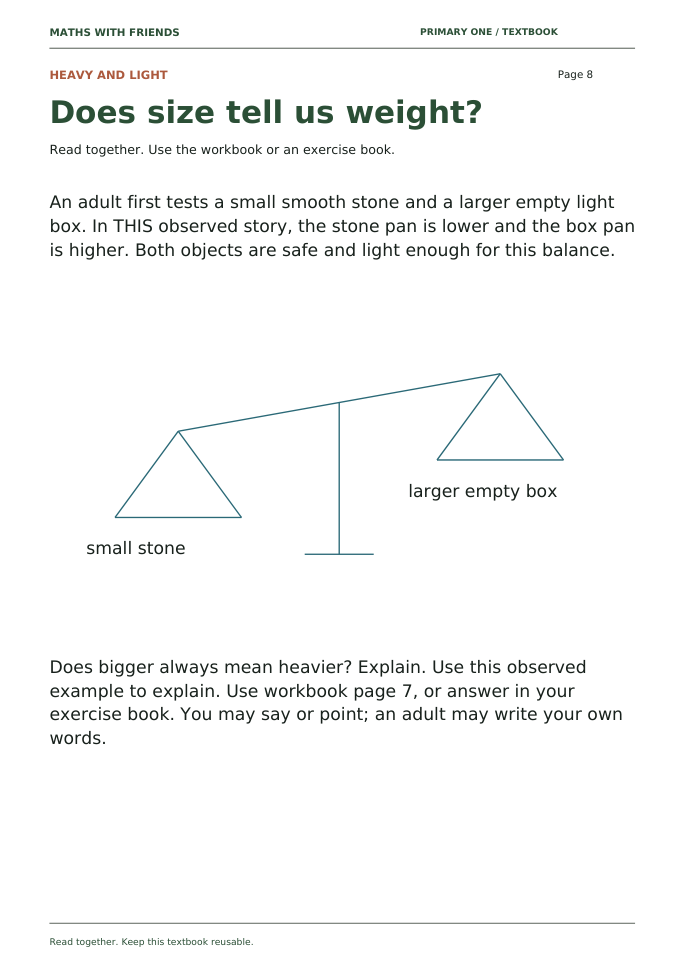 MATHS WITH FRIENDS
PRIMARY ONE / TEXTBOOK
HEAVY AND LIGHT
Page 8
Does size tell us weight?
Read together. Use the workbook or an exercise book.
An adult first tests a small smooth stone and a larger empty light
box. In THIS observed story, the stone pan is lower and the box pan
is higher. Both objects are safe and light enough for this balance.
larger empty box
small stone
Does bigger always mean heavier? Explain. Use this observed
example to explain. Use workbook page 7, or answer in your
exercise book. You may say or point; an adult may write your own
words.
Read together. Keep this textbook reusable.